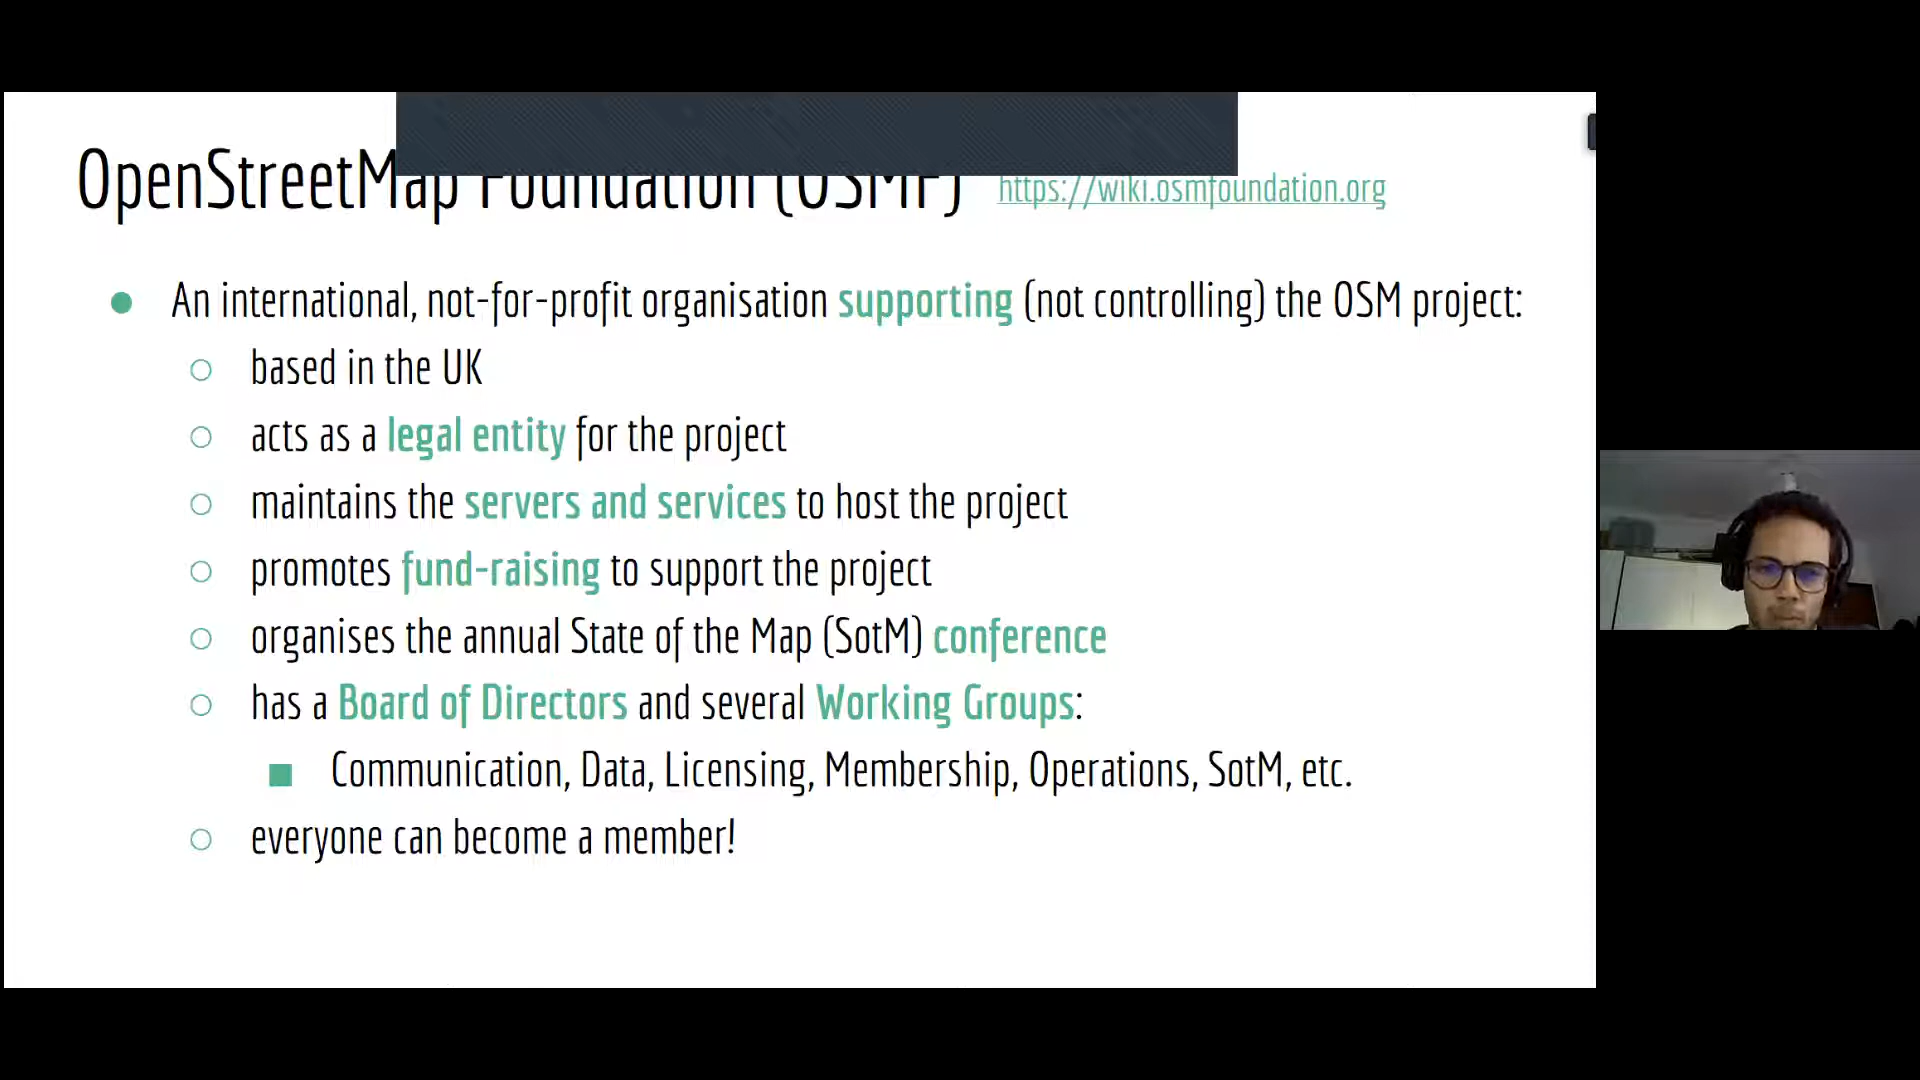 OpenStreetMap Foundation (OSMF) https://wiki.osmfoundation.org
● An international, not-for-profit organisation supporting (not controlling) the OSM project:
○ based in the UK
○ acts as a legal entity for the project
○ maintains the servers and services to host the project
○ promotes fund-raising to support the project
○ organises the annual State of the Map (SotM) conference
○ has a Board of Directors and several Working Groups:
■ Communication, Data, Licensing, Membership, Operations, SotM, etc.
○ everyone can become a member!